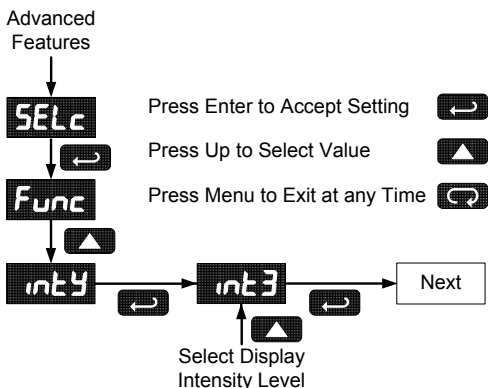 Advanced
Features
SELc
Press Enter to Accept Setting
Press Up to Select Value
Func
Press Menu to Exit at any Time
intY
int3
Next
Select Display
Intensity Level